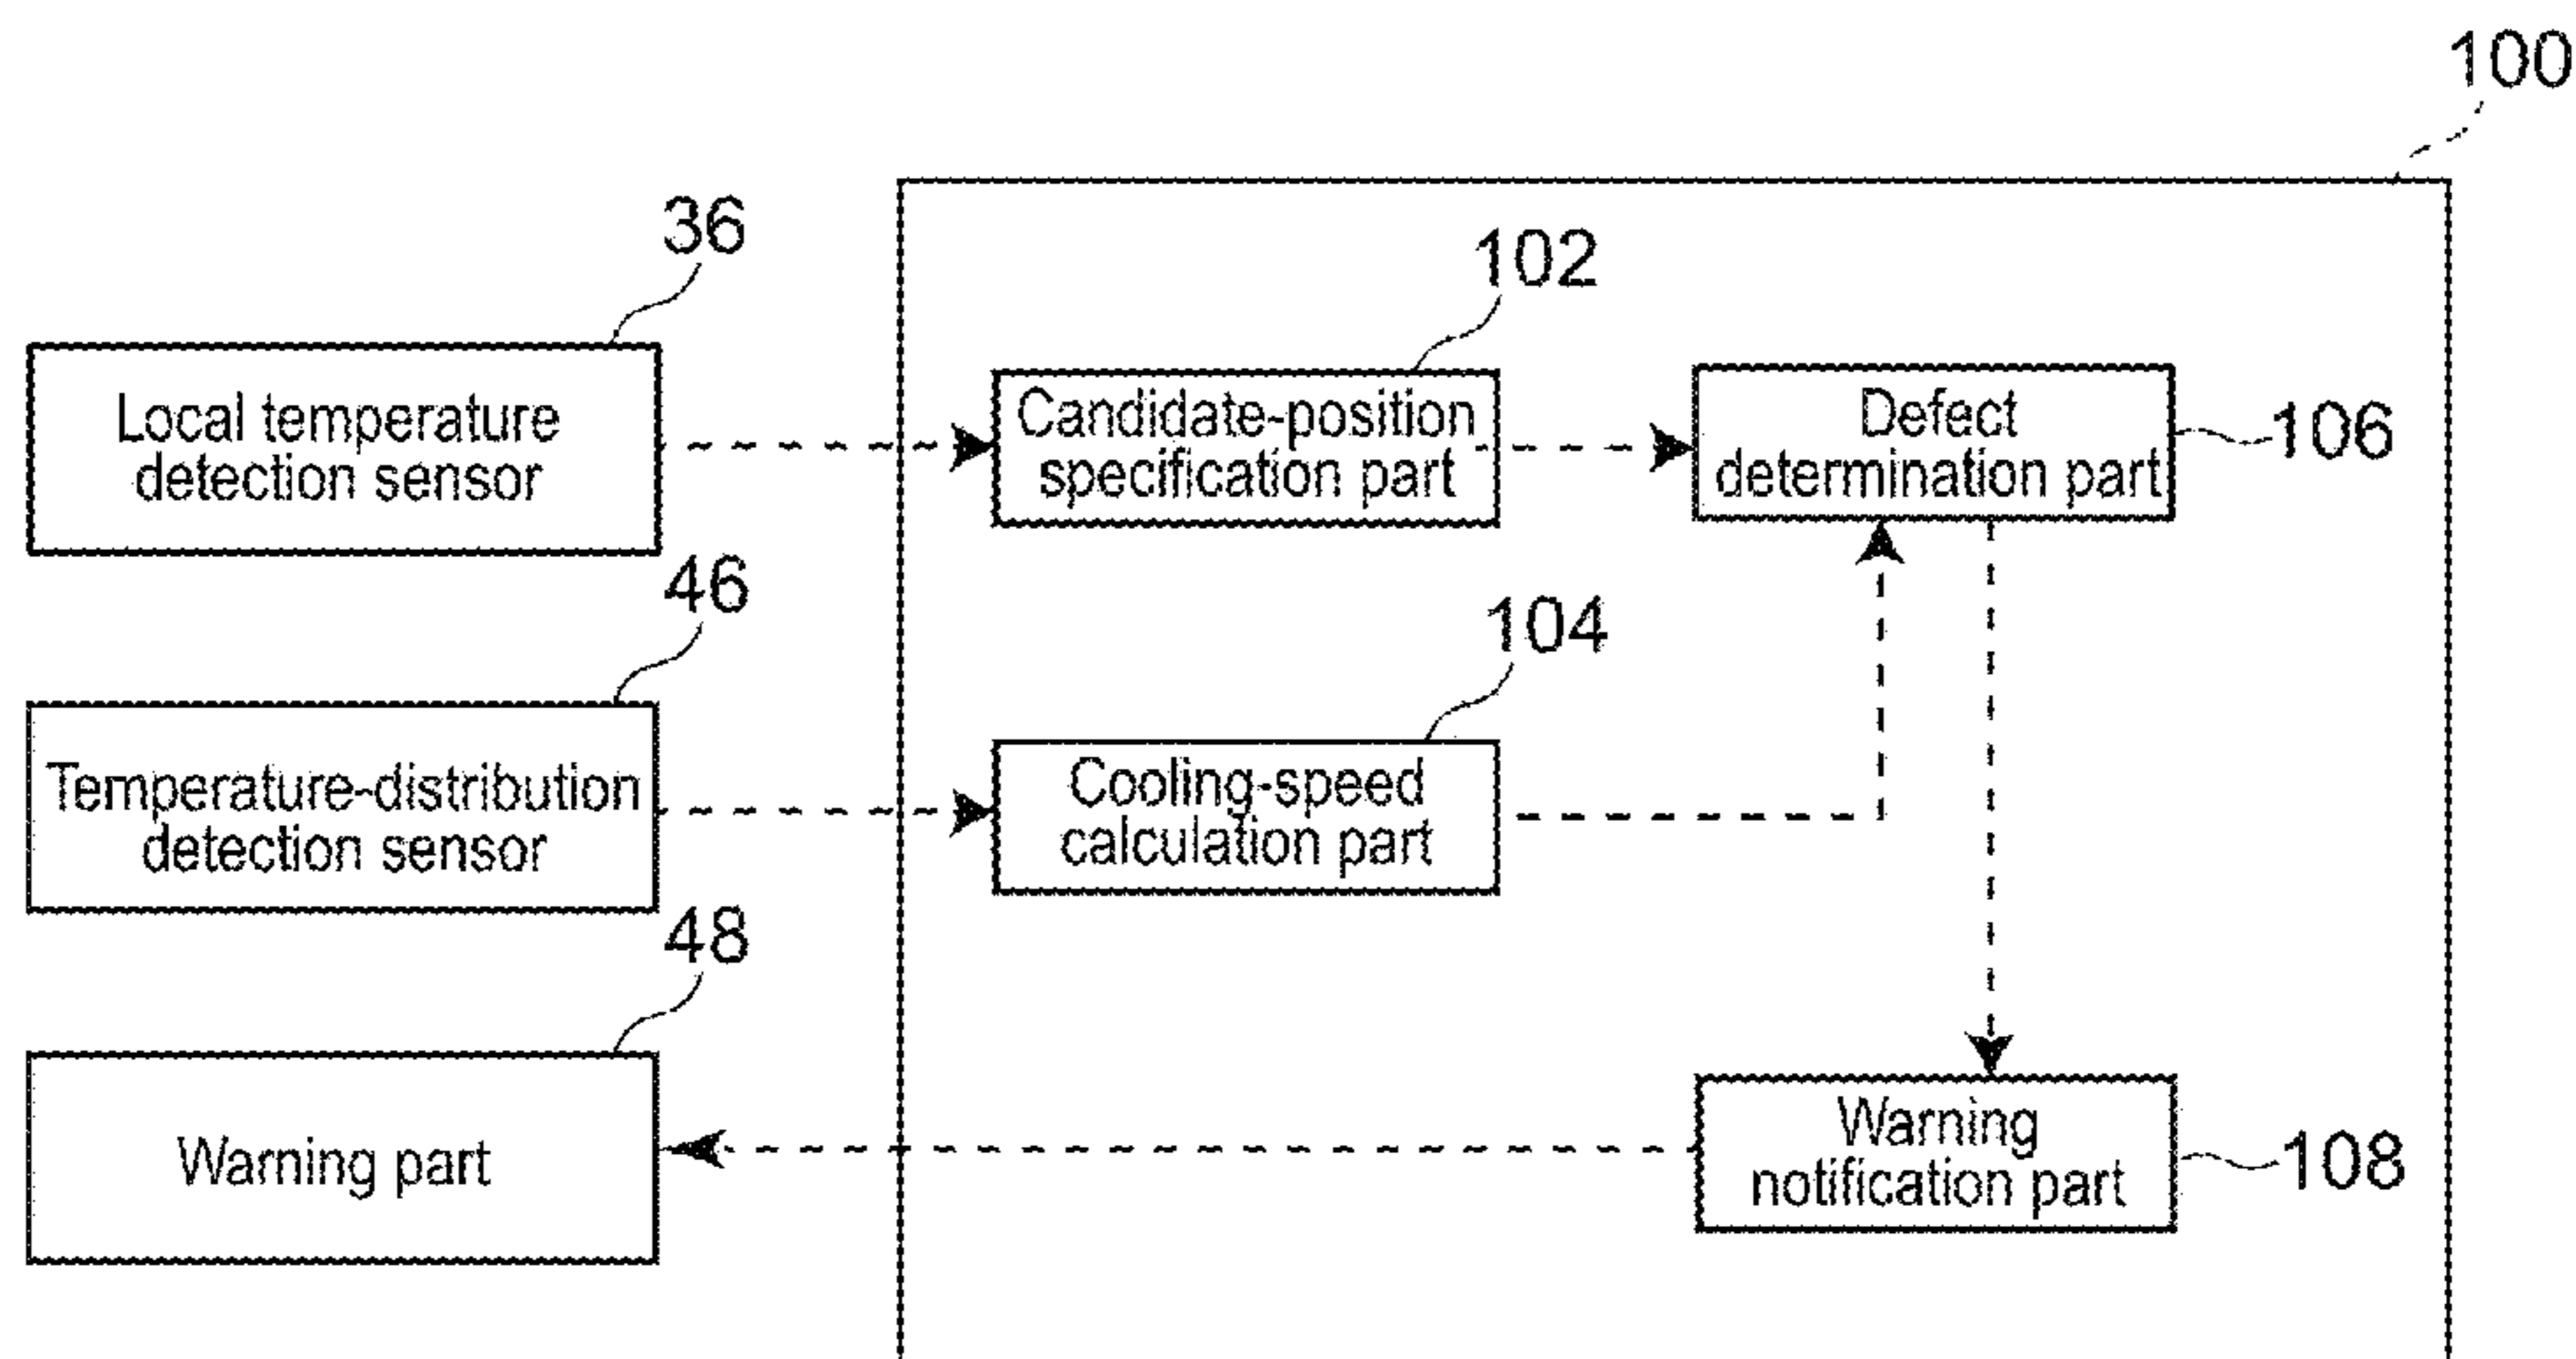 100
36
102
Local temperature
detection sensor
Candidate-position
specification part
Defect
determination part
106
46
104
Temperature-distribution
detection sensor
Cooling-speed
calculation part
48
Warning part
Warning
notification part
108